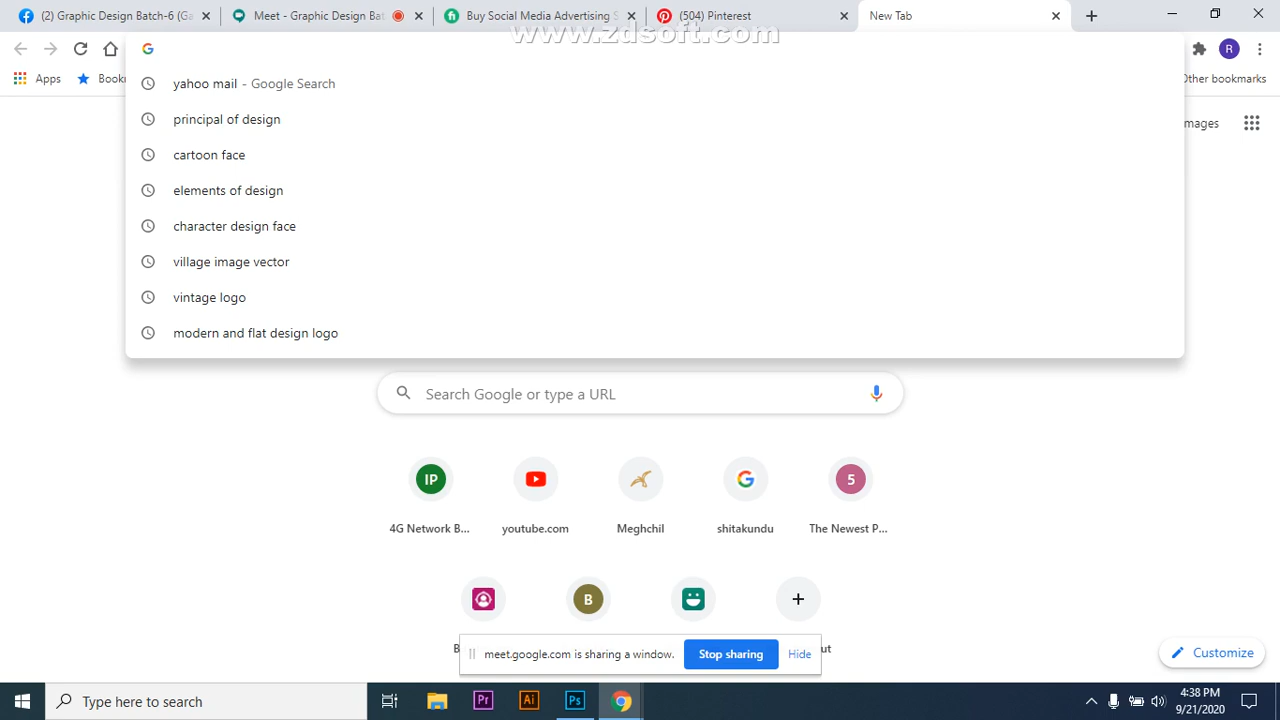 (2) Graphic Design Batch-6 (Ge
Meet - Graphic Design Bat
Buy Social Media Advertising S
(504) Pinterest
New Tab
www.zdsoft.com
R
Apps
Bookm
Other bookmarks
yahoo mail - Google Search
principal of design
cartoon face
elements of design
character design face
village image vector
vintage logo
modern and flat design logo
mages
Search Google or type a URL
IP
5
4G Network B...
youtube.com
Meghchil
shitakundu
The Newest P...
B
meet.google.com is sharing a window.
Stop sharing
Hide
ut
Customize
Type here to search
Pr
Ai
Ps
4:38 PM
9/21/2020